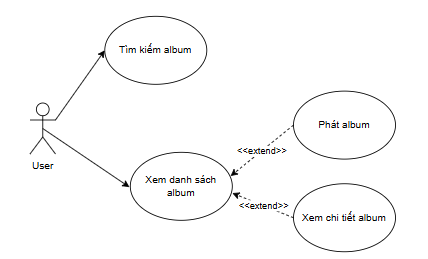 Tìm kiếm album
Phát album
<<extend>>
User
Xem danh sách
album
<<extend>>
Xem chi tiết album